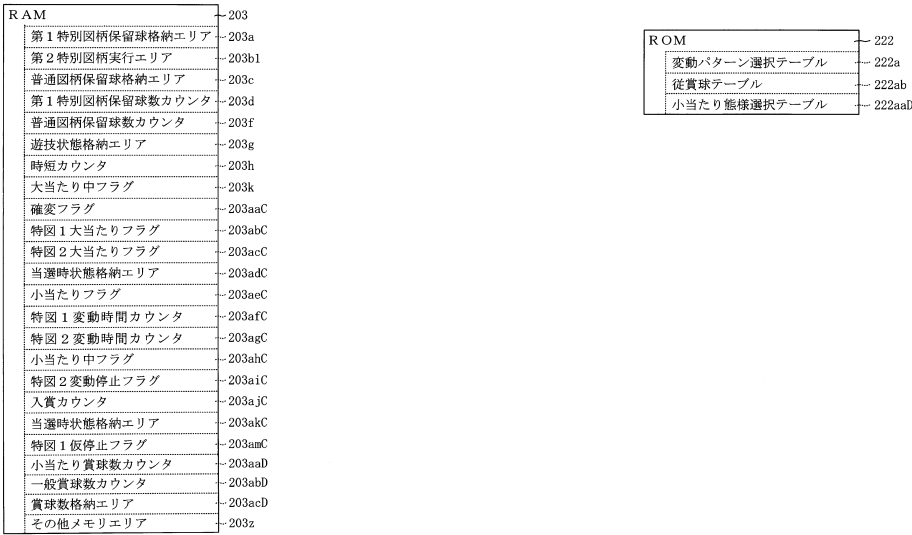 RAM 203
第1特別図柄保留球格納エリア 203a
第2特別図柄実行エリア 203b1
普通図柄保留球格納エリア 203c
第1特別図柄保留球数カウンタ 203d
普通図柄保留球数カウンタ 203f
遊技状態格納エリア 203g
時短カウンタ 203h
大当たり中フラグ 203k
確変フラグ 203aaC
特図1大当たりフラグ 203abC
特図2大当たりフラグ 203acC
当選時状態格納エリア 203adC
小当たりフラグ 203aeC
特図1変動時間カウンタ 203afC
特図2変動時間カウンタ 203agC
小当たり中フラグ 203ahC
特図2変動停止フラグ 203aiC
入賞カウンタ 203ajC
当選時状態格納エリア 203akC
特図1仮停止フラグ 203amC
小当たり賞球数カウンタ 203aaD
一般賞球数カウンタ 203abD
賞球数格納エリア 203acD
その他メモリエリア 203z
ROM 222
変動パターン選択テーブル 222a
従賞球テーブル 222ab
小当たり態様選択テーブル 222aaD